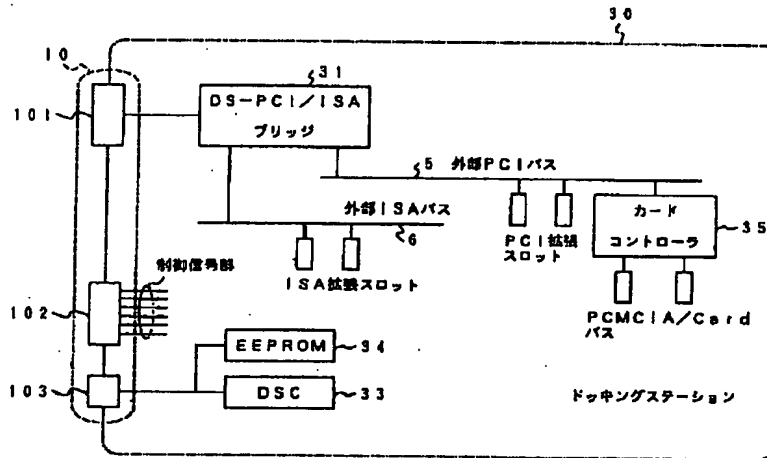 30
10
31
101
DS-PCI/ISA
ブリッジ
5 外部PCIバス
外部ISAバス
6
カード
コントローラ
35
PCI拡張
スロット
ISA拡張スロット
制御信号群
PCMCIA/Card
バス
102
EEPROM
34
103
DSC
33
ドッキングステーション